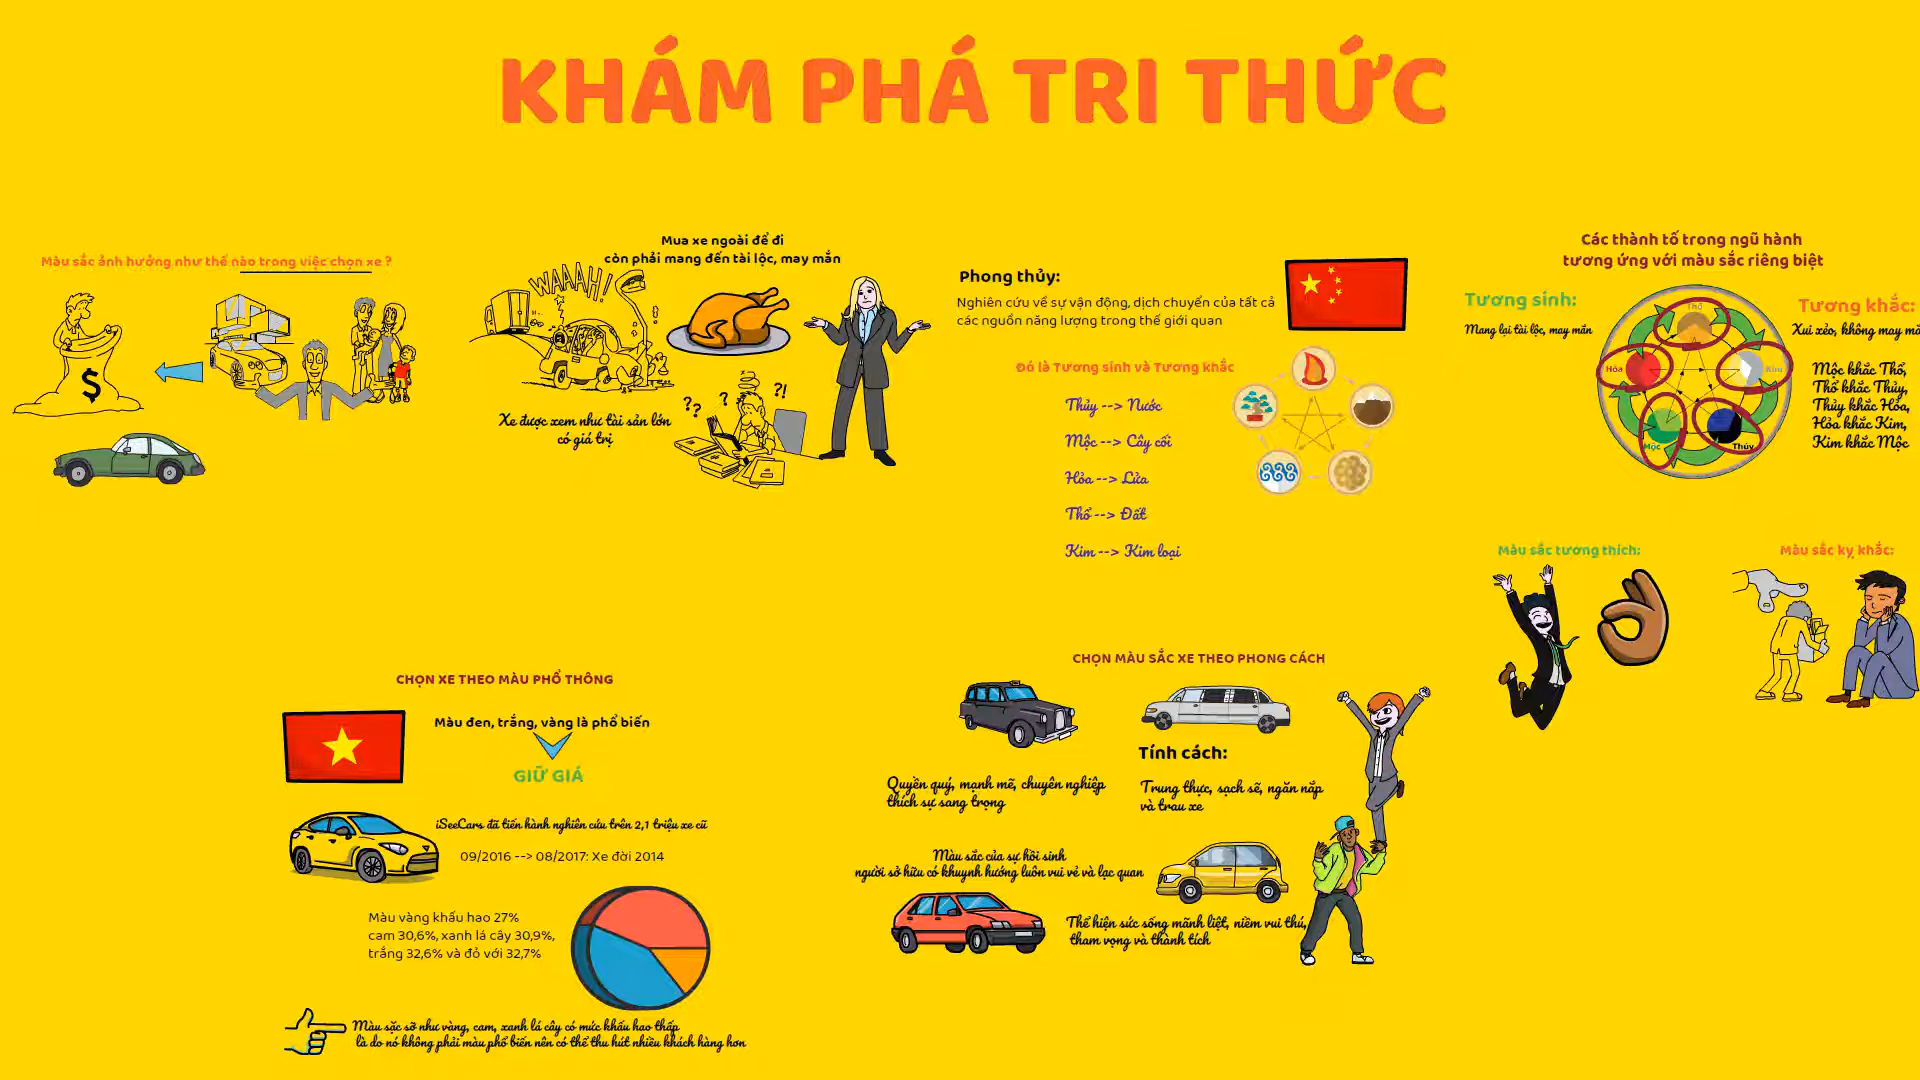 KHÁM PHÁ TRI THỨC
Màu sắc ảnh hưởng như thế nào trong việc chọn xe ?
$
Mua xe ngoài để đi
còn phải mang đến tài lộc, may mắn
WAAAH!
Xe được xem như tài sản lớn
có giá trị
?? ? ?!
Phong thủy:
Nghiên cứu về sự vận động, dịch chuyển của tất cả
các nguồn năng lượng trong thế giới quan
Đó là Tương sinh và Tương khắc
Thủy --> Nước
Mộc --> Cây cối
Hỏa --> Lửa
Thổ --> Đất
Kim --> Kim loại
Các thành tố trong ngũ hành
tương ứng với màu sắc riêng biệt
Tương sinh:
Mang lại tài lộc, may mắn
Thổ
Hỏa
Kim
Mộc
Thủy
Tương khắc:
Xui xẻo, không may
Mộc khắc Thổ,
Thổ khắc Thủy,
Thủy khắc Hỏa,
Hỏa khắc Kim,
Kim khắc Mộc
Màu sắc tương thích:
Màu sắc kỵ khắc:
CHỌN XE THEO MÀU PHỔ THÔNG
Màu đen, trắng, vàng là phổ biến
GIỮ GIÁ
iSeeCars đã tiến hành nghiên cứu trên 2,1 triệu xe cũ
09/2016 --> 08/2017: Xe đời 2014
Màu vàng khấu hao 27%
cam 30,6%, xanh lá cây 30,9%,
trắng 32,6% và đỏ với 32,7%
Màu sặc sỡ như vàng, cam, xanh lá cây có mức khấu hao thấp
là do nó không phải màu phổ biến nên có thể thu hút nhiều khách hàng hơn
CHỌN MÀU SẮC XE THEO PHONG CÁCH
Quyền quý, mạnh mẽ, chuyên nghiệp
thích sự sang trọng
Tính cách:
Trung thực, sạch sẽ, ngăn nắp
và trau xe
Màu sắc của sự hồi sinh
người sở hữu có khuynh hướng luôn vui vẻ và lạc quan
Thể hiện sức sống mãnh liệt, niềm vui thú,
tham vọng và thành tích